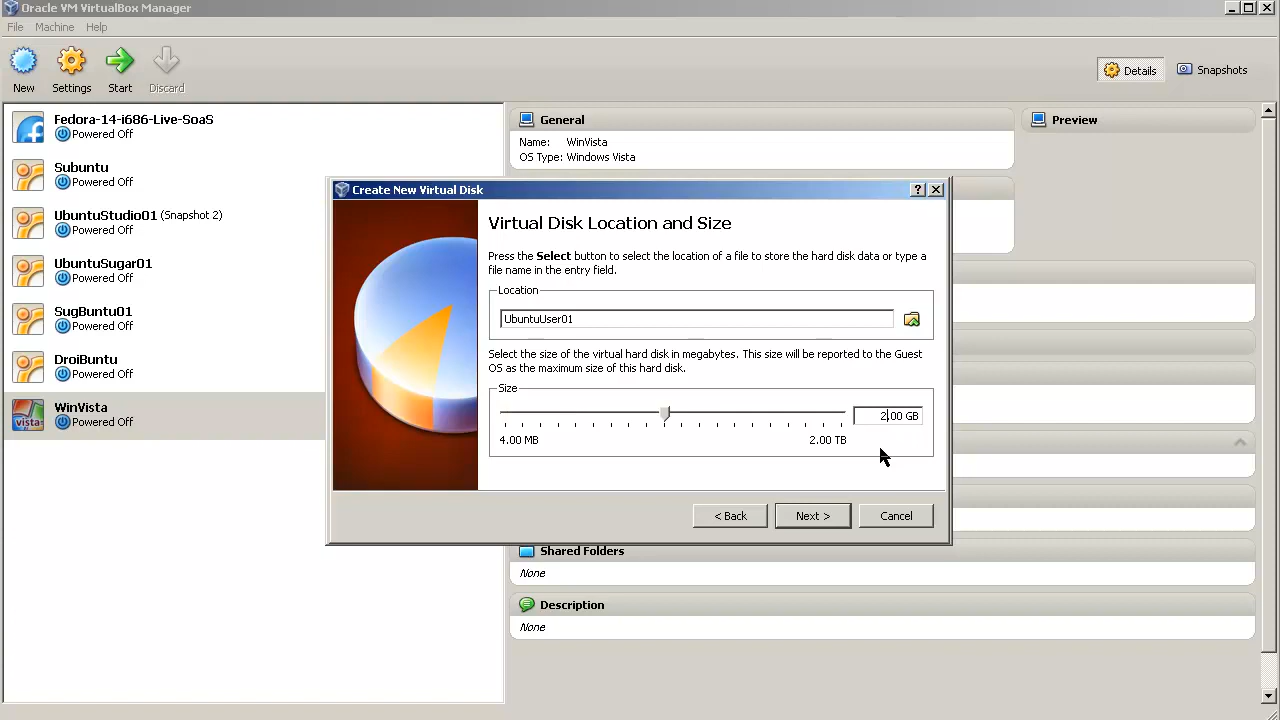 Oracle VM VirtualBox Manager
File Machine Help
New Settings Start Discard
Details Snapshots
Fedora-14-i686-Live-SoaS
Powered Off
Subuntu
Powered Off
UbuntuStudio01 (Snapshot 2)
Powered Off
UbuntuSugar01
Powered Off
SugBuntu01
Powered Off
DroiBuntu
Powered Off
vista
WinVista
Powered Off
General
Name: WinVista
OS Type: Windows Vista
Preview
Create New Virtual Disk
Virtual Disk Location and Size
Press the Select button to select the location of a file to store the hard disk data or type a
file name in the entry field.
Location
UbuntuUser01
Select the size of the virtual hard disk in megabytes. This size will be reported to the Guest
OS as the maximum size of this hard disk.
Size
2.00 GB
4.00 MB 2.00 TB
< Back Next > Cancel
Shared Folders
None
Description
None